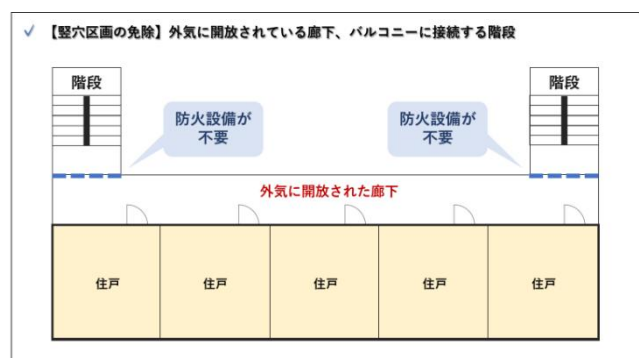 ✓ 【竪穴区画の免除】外気に開放されている廊下、バルコニーに接続する階段
階段
階段
防火設備が
不要
防火設備が
不要
外気に開放された廊下
住戸
住戸
住戸
住戸
住戸